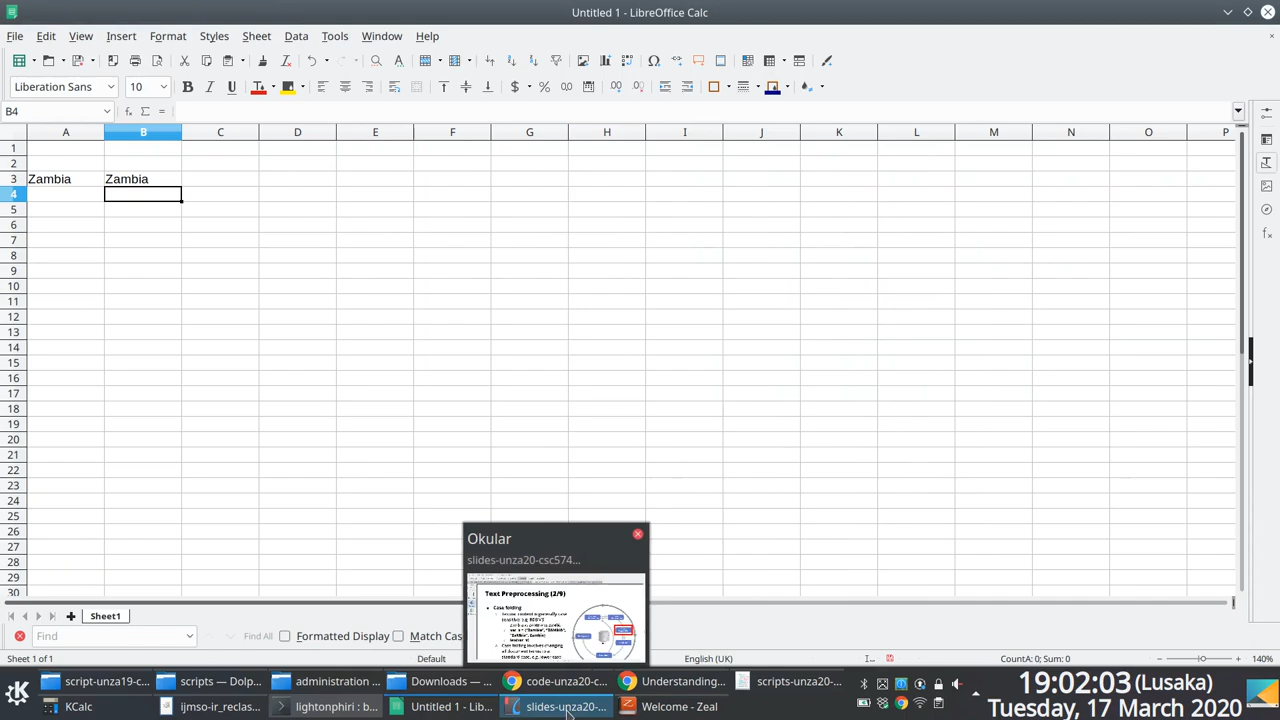 Untitled 1 - LibreOffice Calc
File Edit View Insert Format Styles Sheet Data Tools Window Help
Liberation Sans 10
B4
A B C D E F G H I J K L M N O P
1
2
3 Zambia Zambia
4
5
6
7
8
9
10
11
12
13
14
15
16
17
18
19
20
21
22
23
24
25
26
27
28
29
30
Okular
slides-unza20-csc574...
Text Preprocessing (2/9)
Case folding
Sheet1
Find Find All Formatted Display Match Cas
Sheet 1 of 1 Default English (UK) CountA: 0; Sum: 0 140%
script-unza19-c... scripts — Dolp... administration ... Downloads — ... code-unza20-c... Understanding... scripts-unza20-...
KCalc ijmso-ir_reclas... lightonphiri : b... Untitled 1 - Lib... slides-unza20-... Welcome - Zeal
19:02:03 (Lusaka)
Tuesday, 17 March 2020